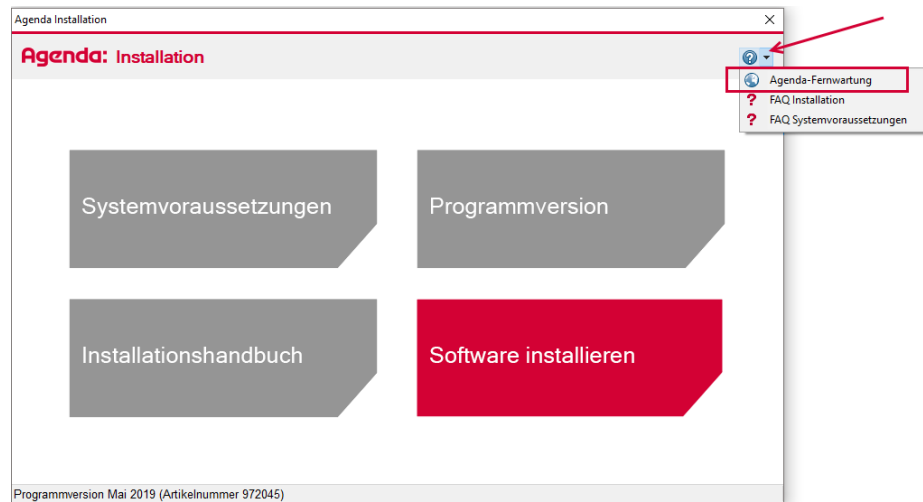 Agenda Installation
Agenda: Installation
Agenda-Fernwartung
FAQ Installation
FAQ Systemvoraussetzungen
Systemvoraussetzungen
Programmversion
Installationshandbuch
Software installieren
Programmversion Mai 2019 (Artikelnummer 972045)